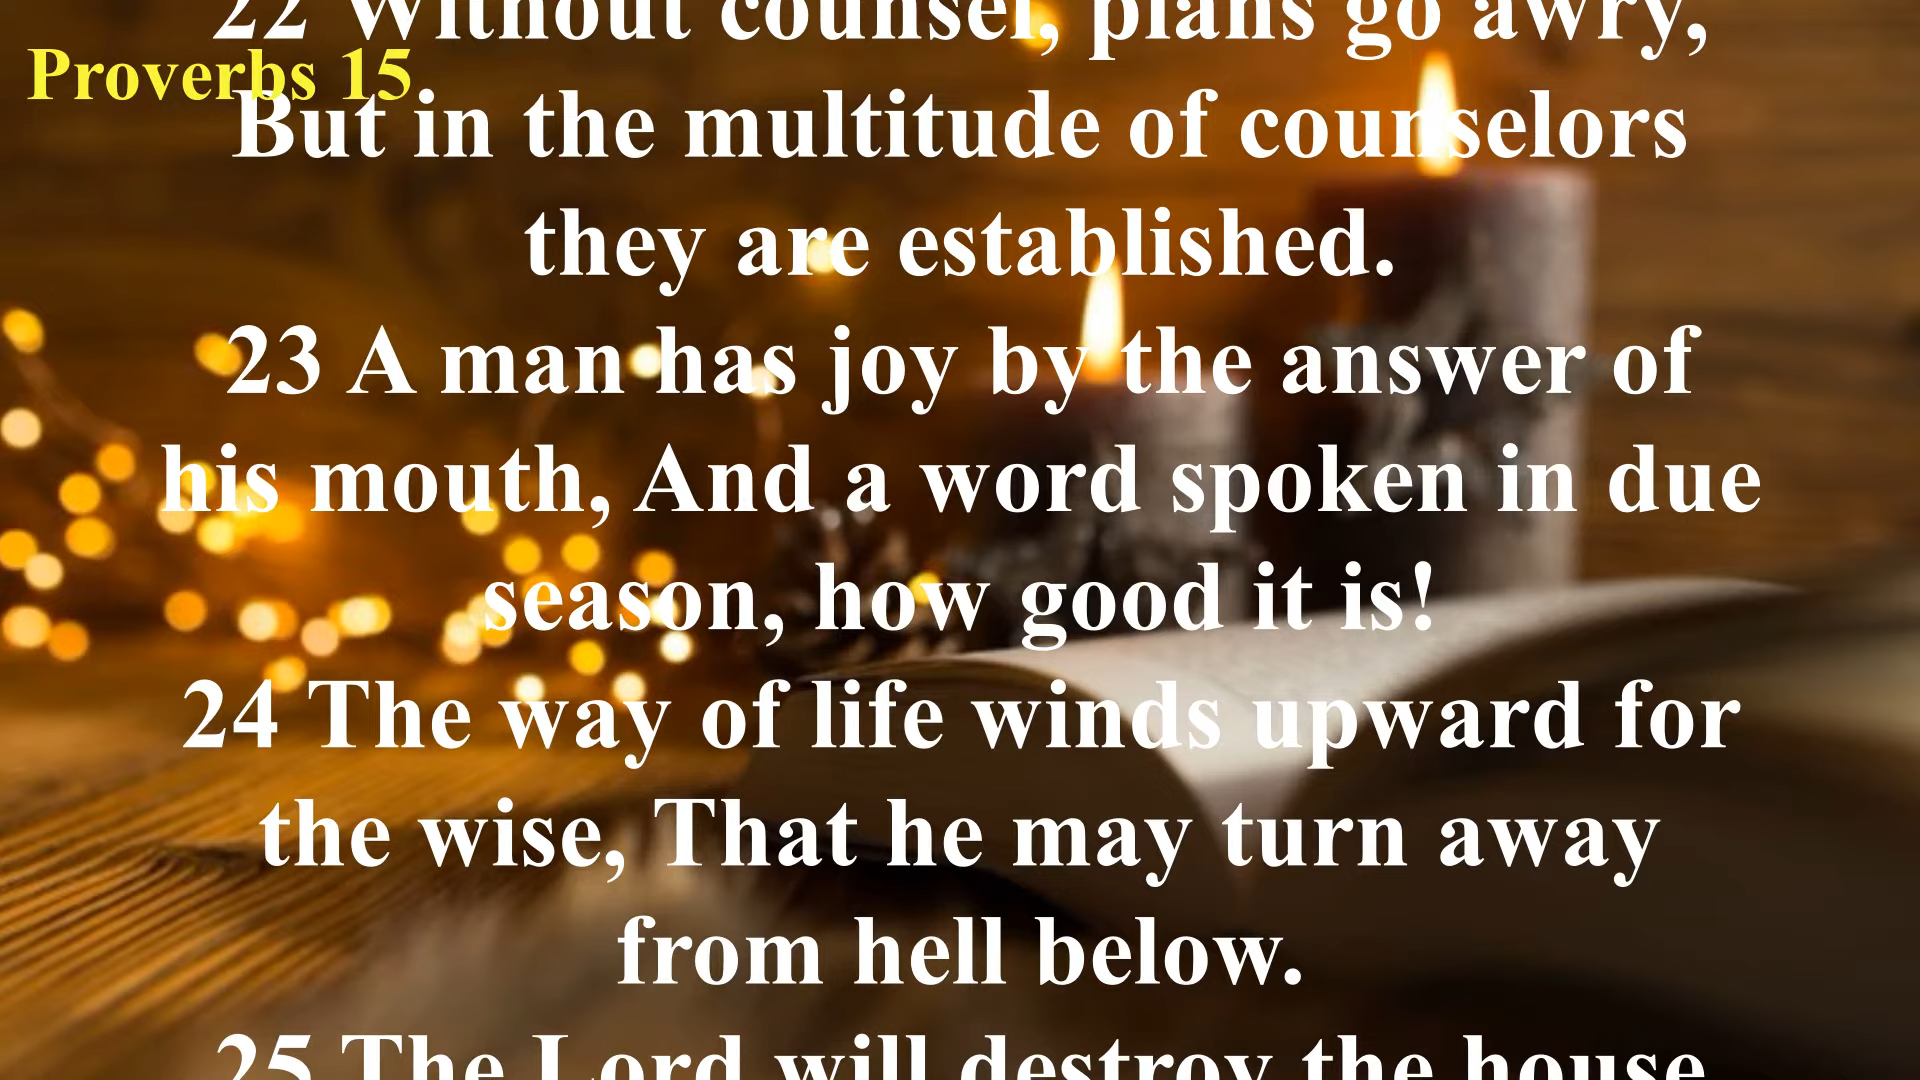 22 Without counsel, plans go awry,
Proverbs 15
But in the multitude of counselors
they are established.
23 A man has joy by the answer of
his mouth, And a word spoken in due
season, how good it is!
24 The way of life winds upward for
the wise, That he may turn away
from hell below.
25 The Lord will destroy the house